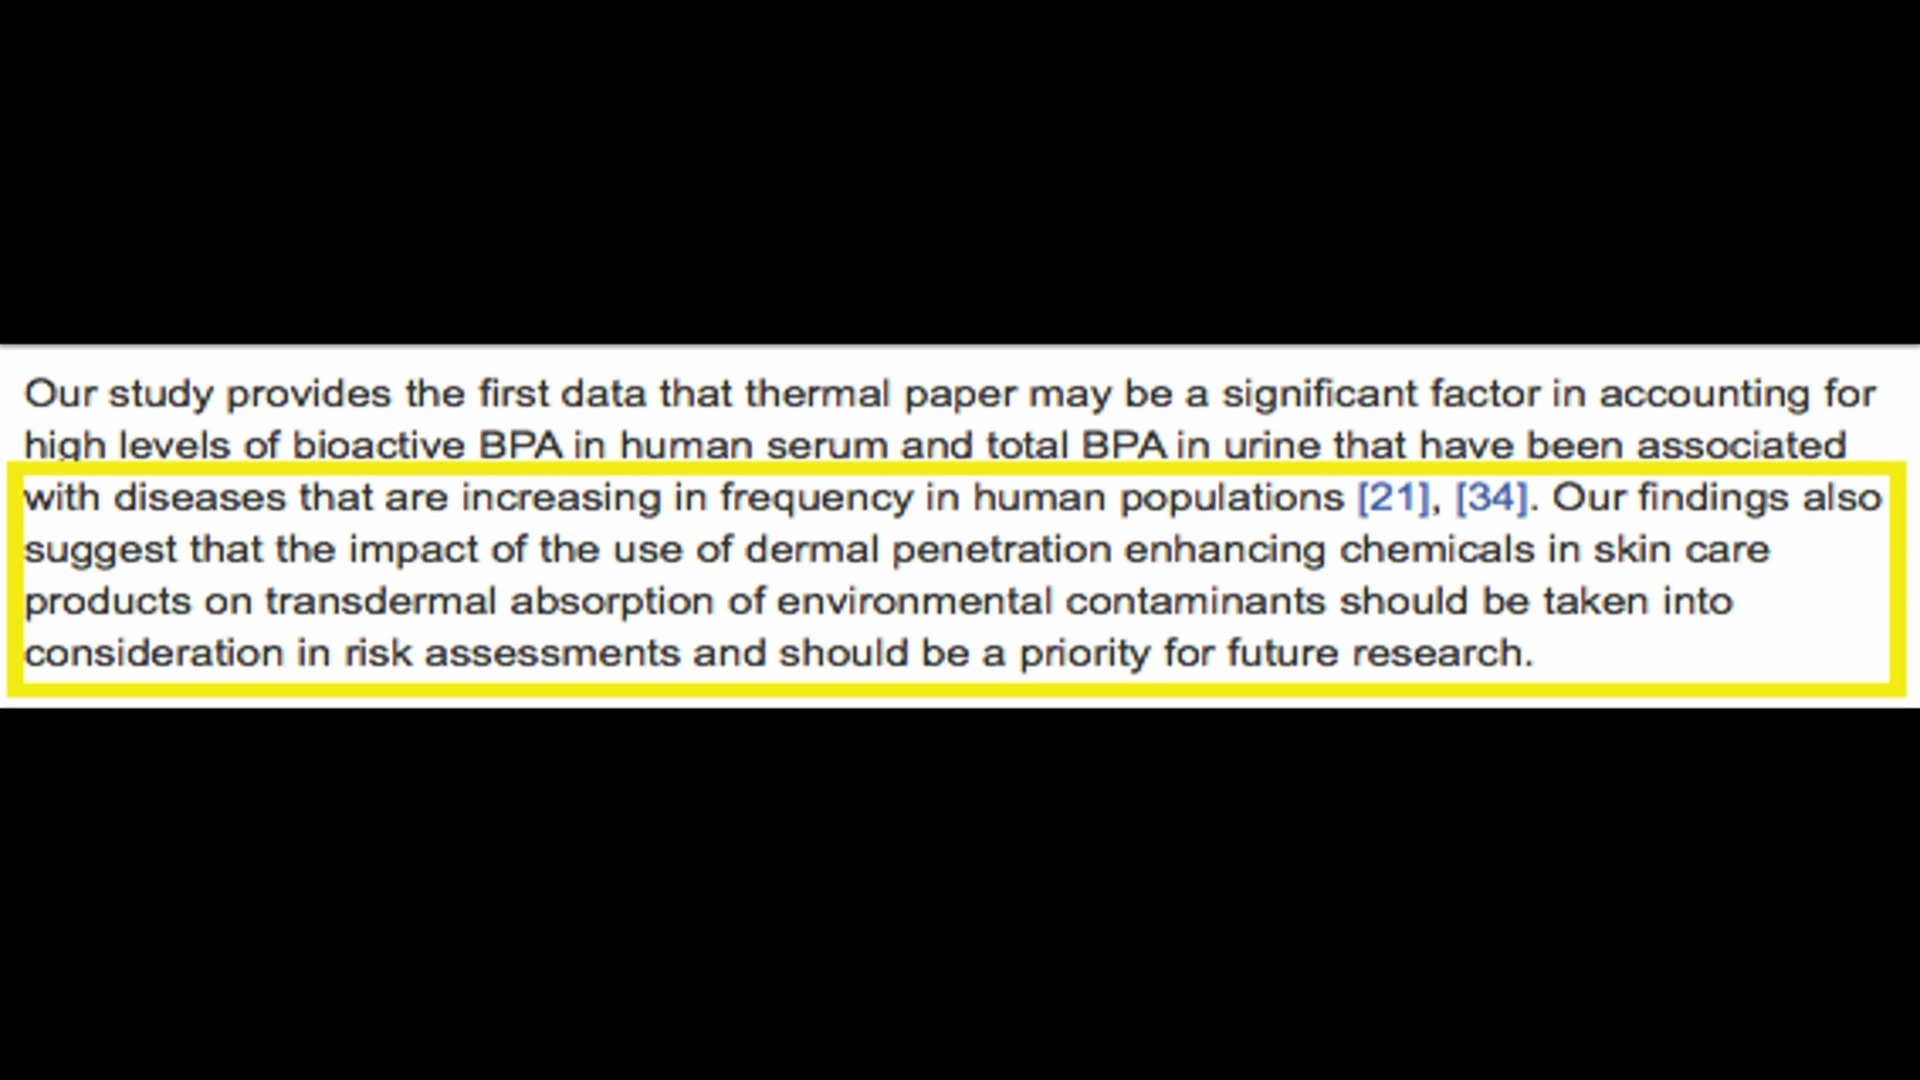 Our study provides the first data that thermal paper may be a significant factor in accounting for
high levels of bioactive BPA in human serum and total BPA in urine that have been associated
with diseases that are increasing in frequency in human populations [21], [34]. Our findings also
suggest that the impact of the use of dermal penetration enhancing chemicals in skin care
products on transdermal absorption of environmental contaminants should be taken into
consideration in risk assessments and should be a priority for future research.